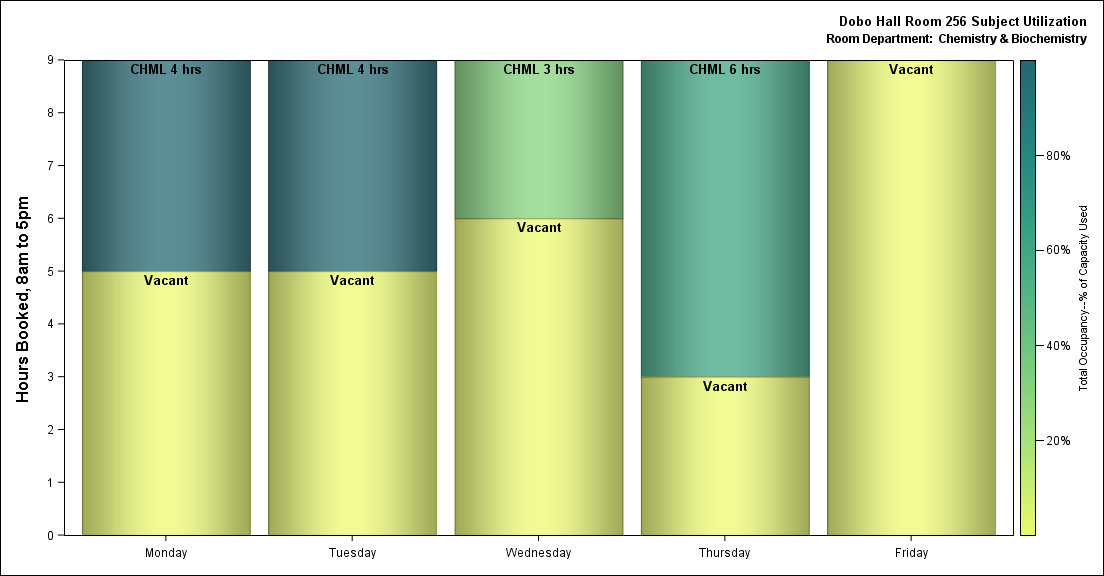 Dobo Hall Room 256 Subject Utilization
Room Department: Chemistry & Biochemistry
Hours Booked, 8am to 5pm
9
8
7
6
5
4
3
2
1
0
CHML 4 hrs
Vacant
CHML 4 hrs
Vacant
CHML 3 hrs
Vacant
CHML 6 hrs
Vacant
Vacant
Monday
Tuesday
Wednesday
Thursday
Friday
80%
60%
40%
20%
Total Occupancy--% of Capacity Used